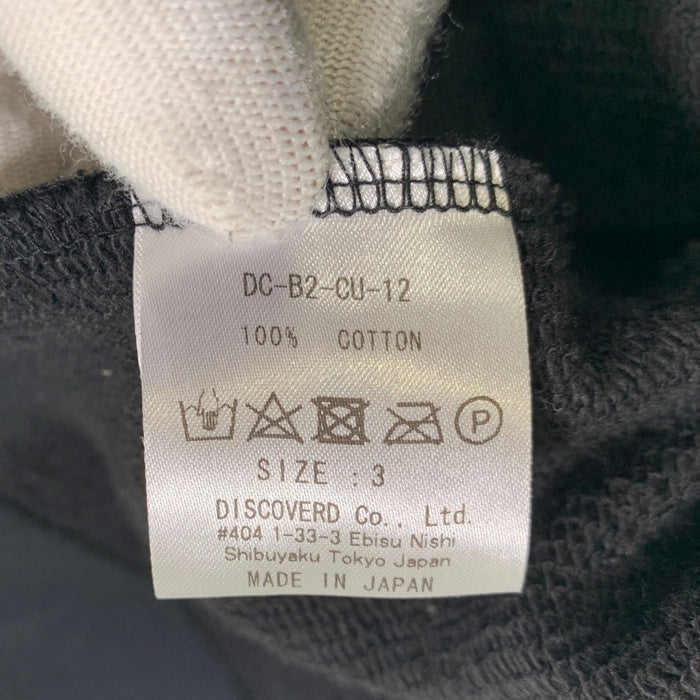 DC-B2-CU-12
100% COTTON
P
SIZE : 3
DISCOVERD Co., Ltd.
#404 1-33-3 Ebisu Nishi
Shibuyaku Tokyo Japan
MADE IN JAPAN